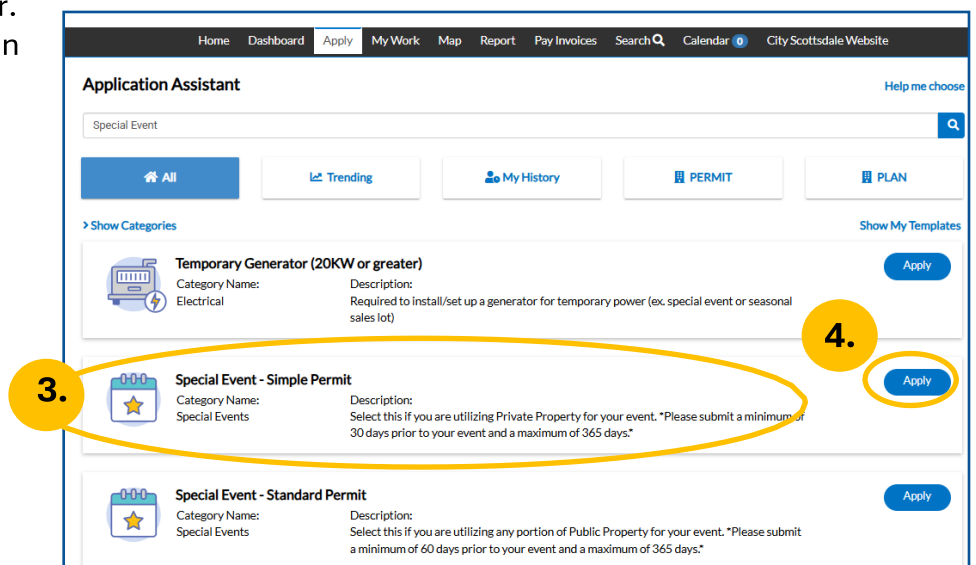 r.
n
Home Dashboard Apply My Work Map Report Pay Invoices Search Calendar 0 City Scottsdale Website
Application Assistant
Help me choose
Special Event
All
Trending
My History
PERMIT
PLAN
> Show Categories
Show My Templates
Temporary Generator (20KW or greater)
Apply
Category Name:
Description:
Electrical
Required to install/set up a generator for temporary power (ex. special event or seasonal
sales lot)
4.
3.
Special Event - Simple Permit
Apply
Category Name:
Description:
Special Events
Select this if you are utilizing Private Property for your event. *Please submit a minimum of
30 days prior to your event and a maximum of 365 days.*
Special Event - Standard Permit
Apply
Category Name:
Description:
Special Events
Select this if you are utilizing any portion of Public Property for your event. *Please submit
a minimum of 60 days prior to your event and a maximum of 365 days.*